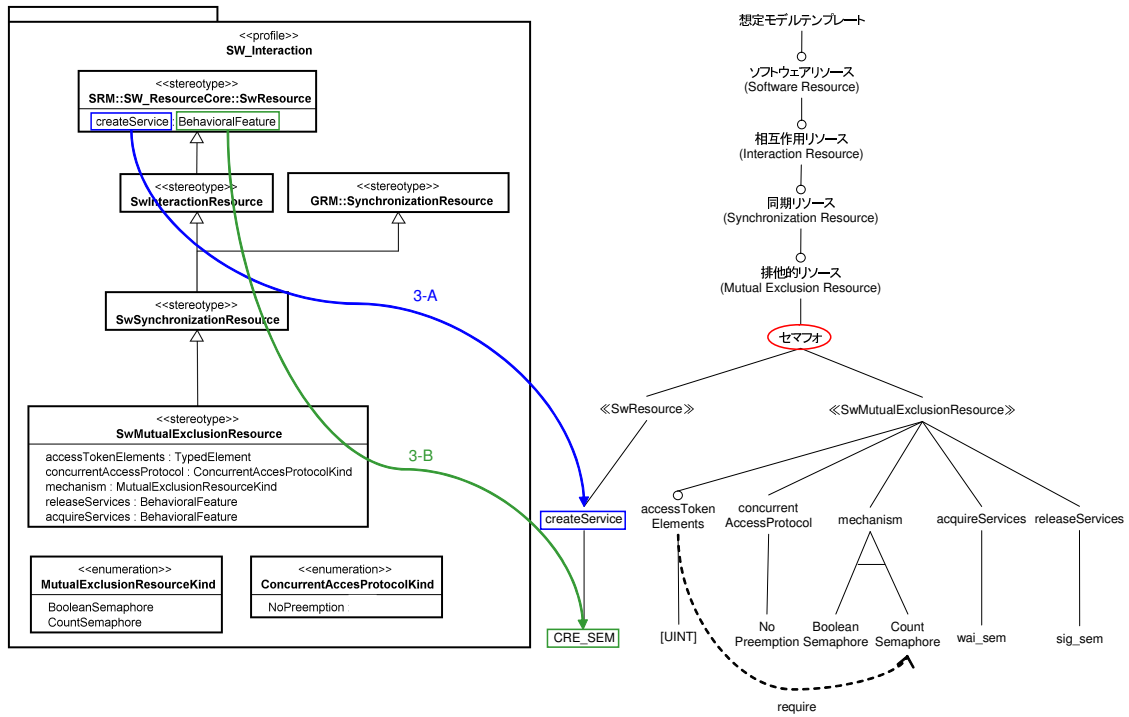 <<profile>>
SW_Interaction
<<stereotype>>
SRM::SW_ResourceCore::SwResource
createService : BehavioralFeature
<<stereotype>>
SwInteractionResource
<<stereotype>>
GRM::SynchronizationResource
<<stereotype>>
SwSynchronizationResource
<<stereotype>>
SwMutualExclusionResource
accessTokenElements : TypedElement
concurrentAccessProtocol : ConcurrentAccesProtocolKind
mechanism : MutualExclusionResourceKind
releaseServices : BehavioralFeature
acquireServices : BehavioralFeature
<<enumeration>>
MutualExclusionResourceKind
BooleanSemaphore
CountSemaphore
<<enumeration>>
ConcurrentAccesProtocolKind
NoPreemption
3-A
3-B
想定モデルテンプレート
ソフトウェアリソース
(Software Resource)
相互作用リソース
(Interaction Resource)
同期リソース
(Synchronization Resource)
排他的リソース
(Mutual Exclusion Resource)
セマフォ
≪SwResource≫
≪SwMutualExclusionResource≫
createService
accessToken
Elements
concurrent
AccessProtocol
mechanism
acquireServices
releaseServices
CRE_SEM
[UINT]
No
Preemption
Boolean
Semaphore
Count
Semaphore
wai_sem
sig_sem
require